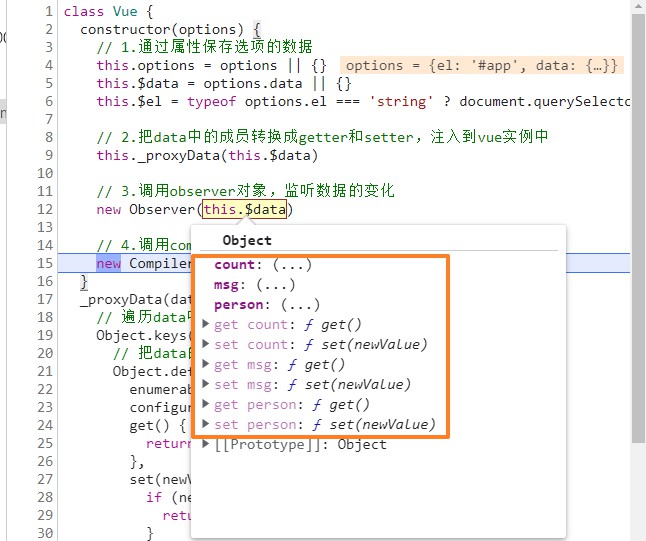 1 class Vue {
2 constructor(options) {
3 // 1.通过属性保存选项的数据
4 this.options = options || {} options = {el: '#app', data: {…}}
5 this.$data = options.data || {}
6 this.$el = typeof options.el === 'string' ? document.querySelecto
7
8 // 2.把data中的成员转换成getter和setter，注入到vue实例中
9 this._proxyData(this.$data)
10
11 // 3.调用observer对象，监听数据的变化
12 new Observer(this.$data)
13
14 // 4.调用com
15 new Compiler
16 }
17 _proxyData(dat
18 // 遍历data中
19 Object.keys(
20 // 把data的
21 Object.def
22 enumerab
23 configur
24 get() {
25 return
26 },
27 set(newV
28 if (ne
29 retu
30 }
Object
count: (...)
msg: (...)
person: (...)
get count: ƒ get()
set count: ƒ set(newValue)
get msg: ƒ get()
set msg: ƒ set(newValue)
get person: ƒ get()
set person: ƒ set(newValue)
[[Prototype]]: Object